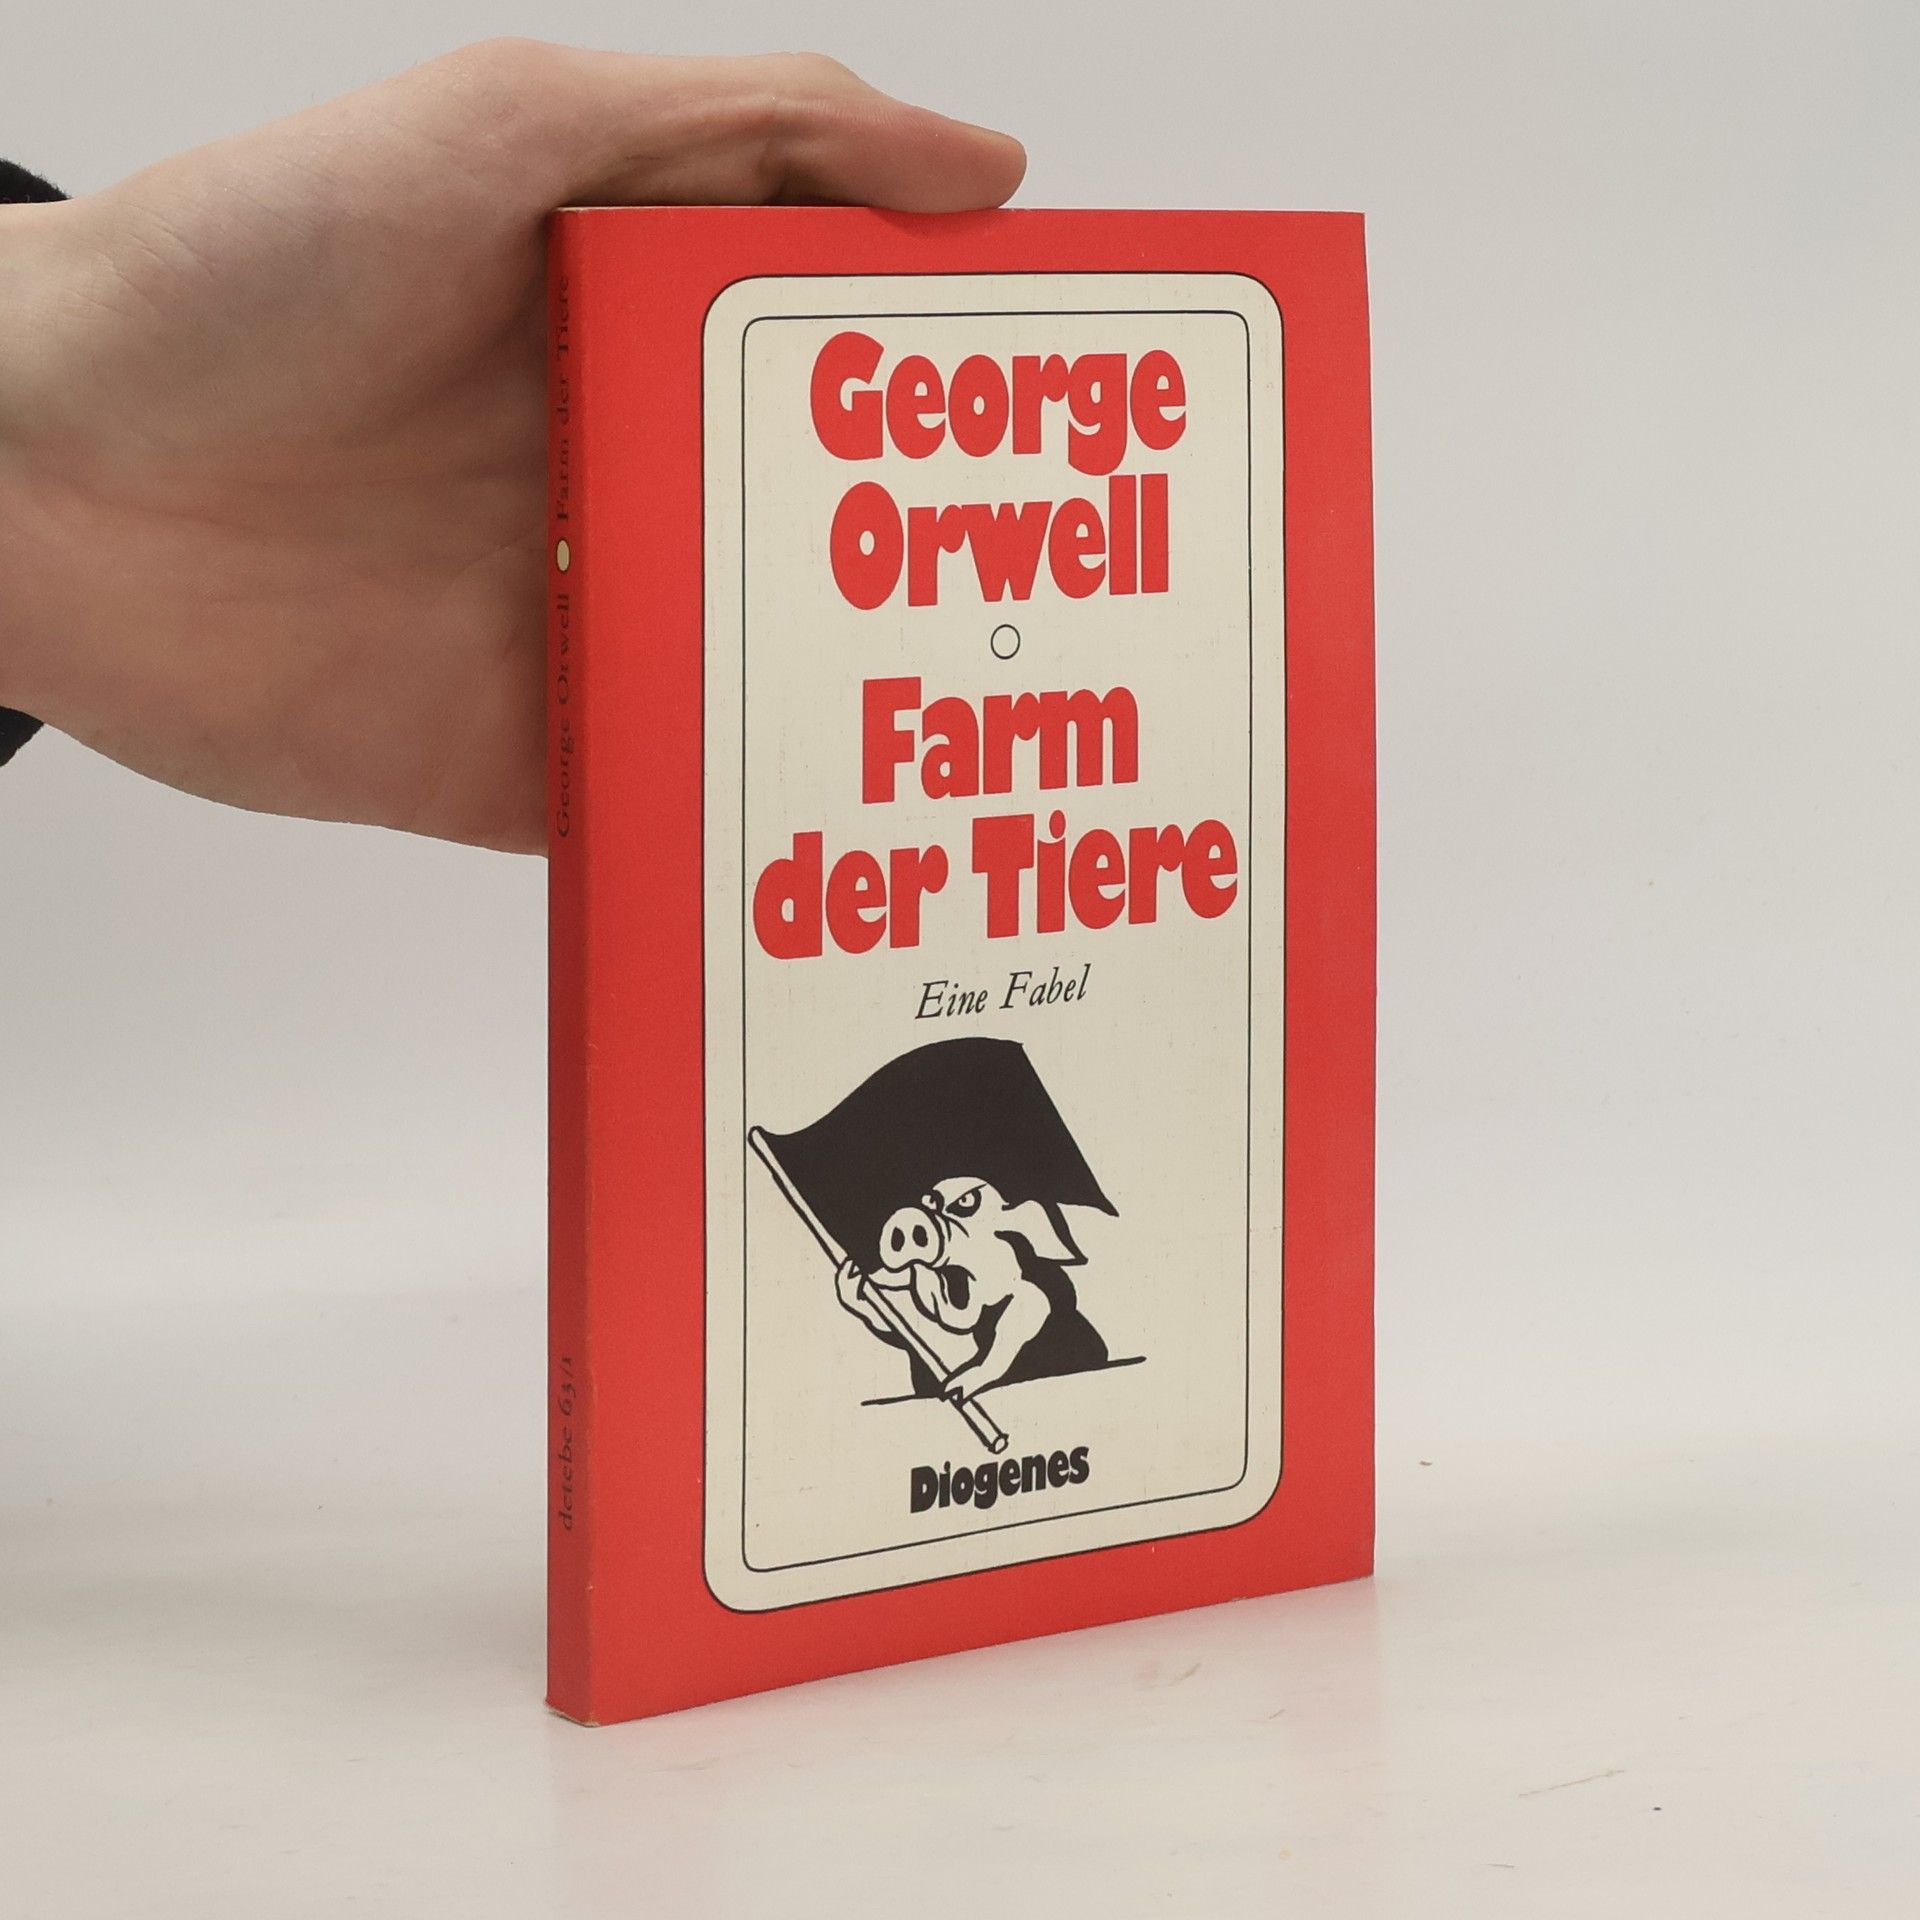 George
Orwell
Farm
der Tiere
Eine Fabel
Diogenes
George Orwell Farm der Tiere
detebe 63/1